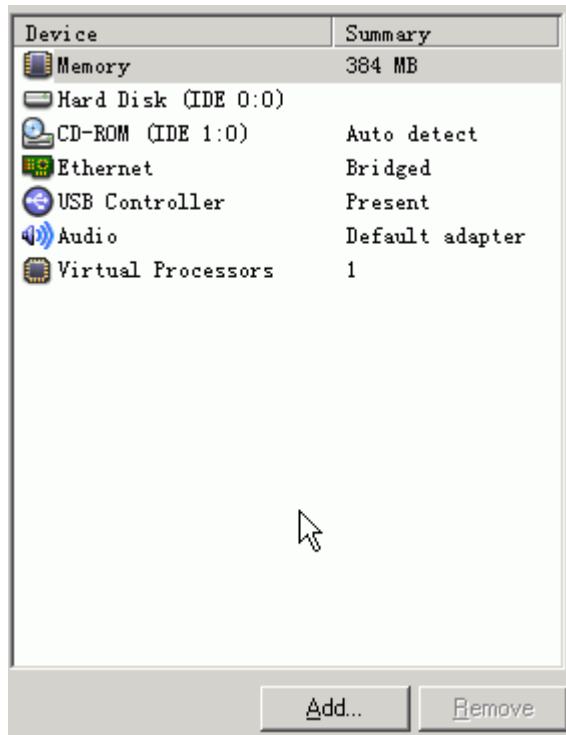 Device Summary
Memory 384 MB
Hard Disk (IDE 0:0)
CD-ROM (IDE 1:0) Auto detect
Ethernet Bridged
USB Controller Present
Audio Default adapter
Virtual Processors 1
Add... Remove